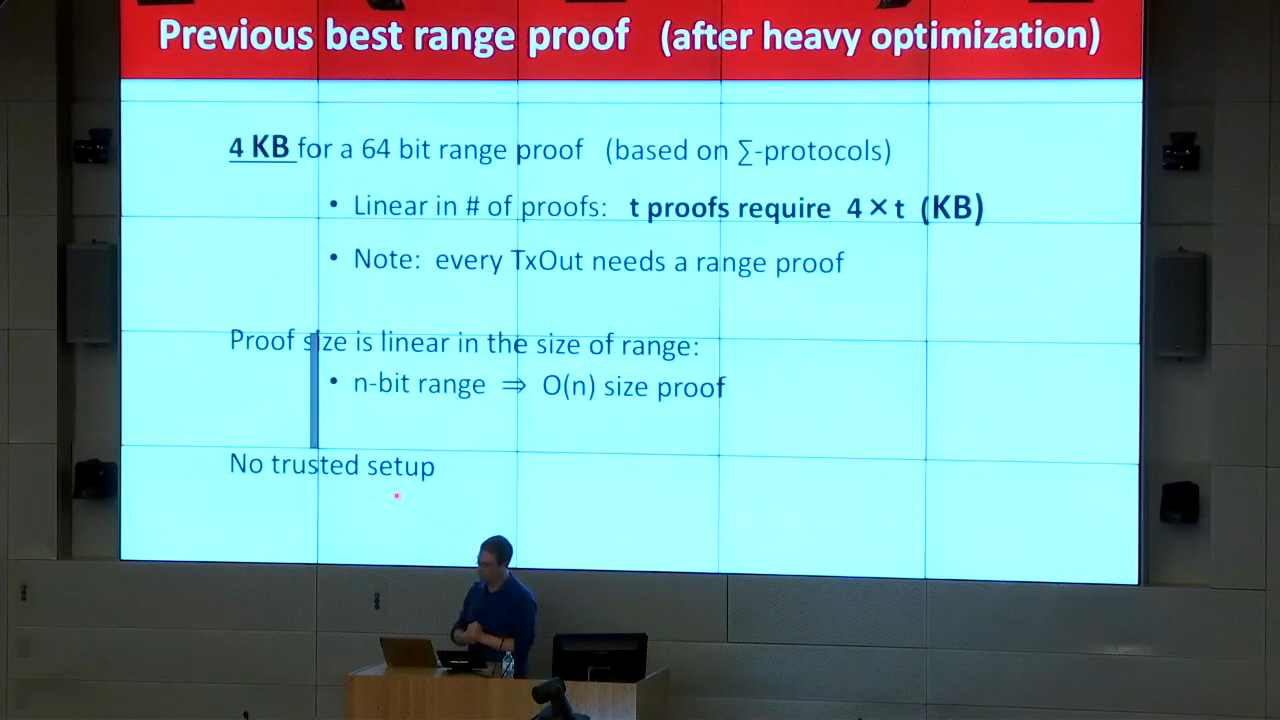 Previous best range proof (after heavy optimization)
4 KB for a 64 bit range proof (based on ∑-protocols)
• Linear in # of proofs: t proofs require 4 × t (KB)
• Note: every TxOut needs a range proof
Proof size is linear in the size of range:
• n-bit range ⇒ O(n) size proof
No trusted setup